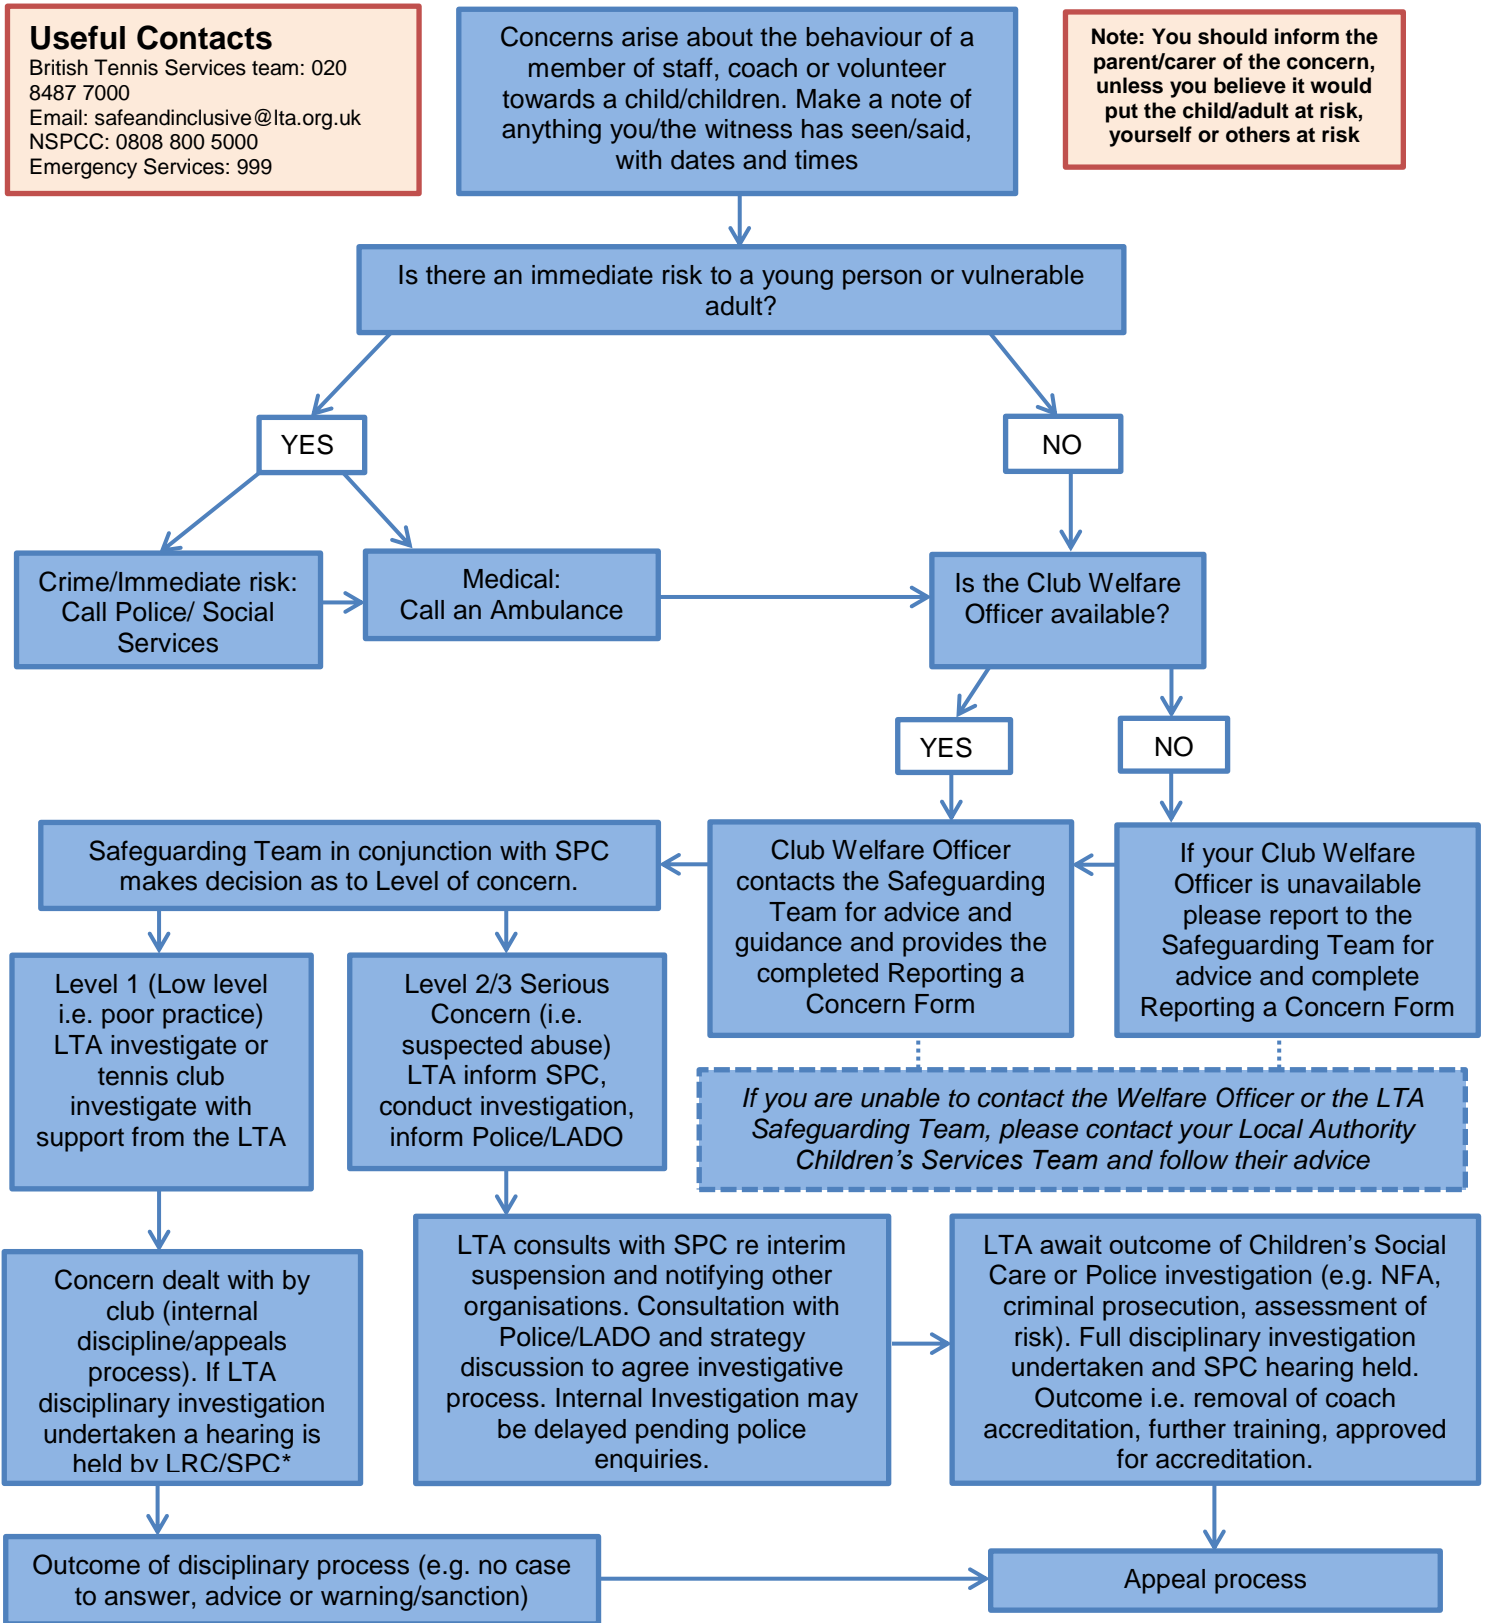 Useful Contacts
British Tennis Services team: 020
8487 7000
Email: safeandinclusive@lta.org.uk
NSPCC: 0808 800 5000
Emergency Services: 999
Concerns arise about the behaviour of a
member of staff, coach or volunteer
towards a child/children. Make a note of
anything you/the witness has seen/said,
with dates and times
Note: You should inform the
parent/carer of the concern,
unless you believe it would
put the child/adult at risk,
yourself or others at risk
Is there an immediate risk to a young person or vulnerable
adult?
YES
NO
Crime/Immediate risk:
Call Police/ Social
Services
Medical:
Call an Ambulance
Is the Club Welfare
Officer available?
YES
NO
Safeguarding Team in conjunction with SPC
makes decision as to Level of concern.
Club Welfare Officer
contacts the Safeguarding
Team for advice and
guidance and provides the
completed Reporting a
Concern Form
If your Club Welfare
Officer is unavailable
please report to the
Safeguarding Team for
advice and complete
Reporting a Concern Form
Level 1 (Low level
i.e. poor practice)
LTA investigate or
tennis club
investigate with
support from the LTA
Level 2/3 Serious
Concern (i.e.
suspected abuse)
LTA inform SPC,
conduct investigation,
inform Police/LADO
If you are unable to contact the Welfare Officer or the LTA
Safeguarding Team, please contact your Local Authority
Children's Services Team and follow their advice
Concern dealt with by
club (internal
discipline/appeals
process). If LTA
disciplinary investigation
undertaken a hearing is
held by LRC/SPC*
LTA consults with SPC re interim
suspension and notifying other
organisations. Consultation with
Police/LADO and strategy
discussion to agree investigative
process. Internal Investigation may
be delayed pending police
enquiries.
LTA await outcome of Children's Social
Care or Police investigation (e.g. NFA,
criminal prosecution, assessment of
risk). Full disciplinary investigation
undertaken and SPC hearing held.
Outcome i.e. removal of coach
accreditation, further training, approved
for accreditation.
Outcome of disciplinary process (e.g. no case
to answer, advice or warning/sanction)
Appeal process